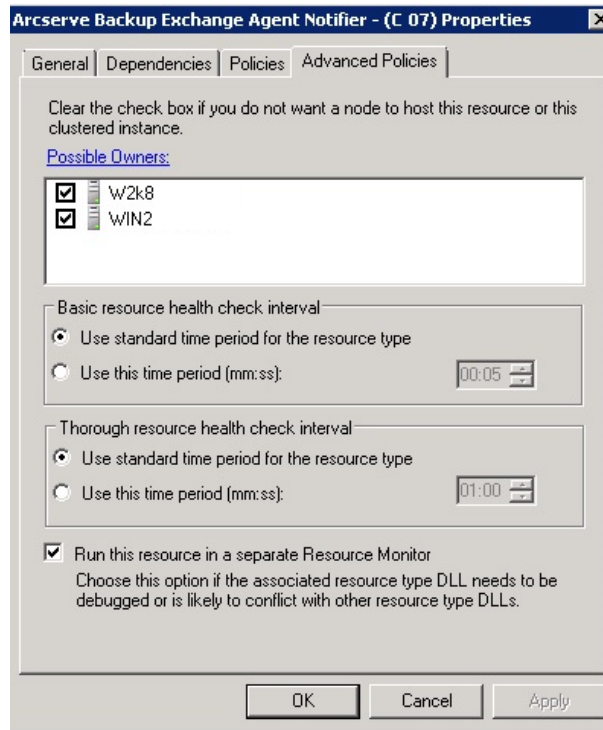 Arcserve Backup Exchange Agent Notifier - (C 07) Properties
General
Dependencies
Policies
Advanced Policies
Clear the check box if you do not want a node to host this resource or this
clustered instance.
Possible Owners:
W2k8
WIN2
Basic resource health check interval
Use standard time period for the resource type
Use this time period (mm:ss):
00:05
Thorough resource health check interval
Use standard time period for the resource type
Use this time period (mm:ss):
01:00
Run this resource in a separate Resource Monitor
Choose this option if the associated resource type DLL needs to be
debugged or is likely to conflict with other resource type DLLs.
OK
Cancel
Apply